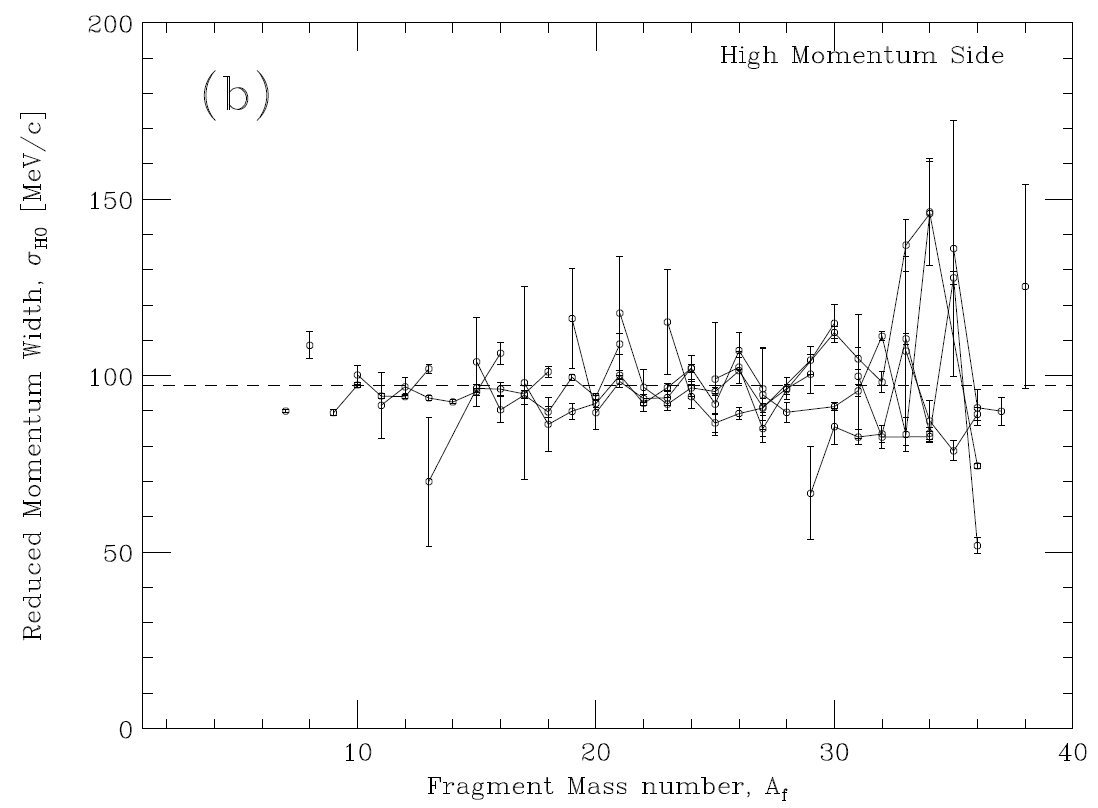 200
High Momentum Side
(b)
150
100
50
0
10 20 30 40
Reduced Momentum Width, σH0 [MeV/c]
Fragment Mass number, Af